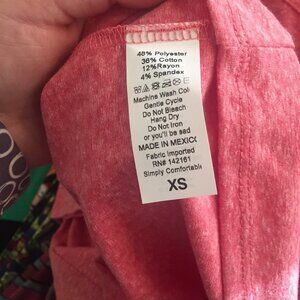 48% Polyester
36% Cotton
12%Rayon
4% Spandex
Machine Wash Col
Gentle Cycle
Do Not Bleach
Hang Dry
Do Not Iron
or you'll be sad
MADE IN MEXICO
Fabric Imported
RN# 142161
Simply Comfortable
XS